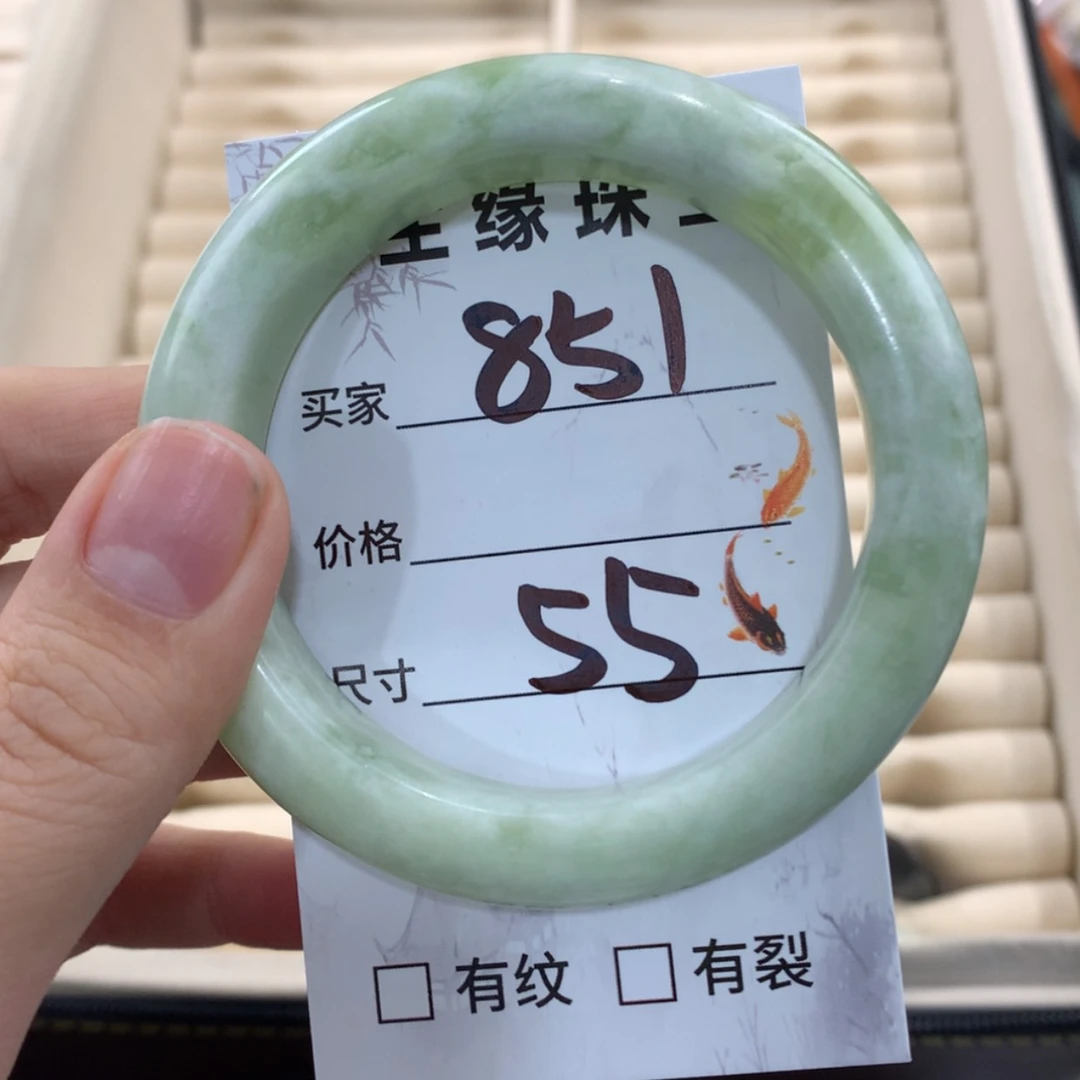 缘珠
买家 851
价格
尺寸 55
□有纹 □有裂